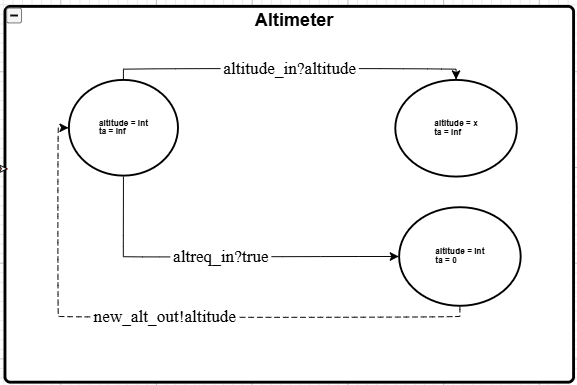 Altimeter
altitude_in?altitude
altitude = int
ta = inf
altitude = x
ta = inf
altreq_in?true
altitude = int
ta = 0
new_alt_out!altitude